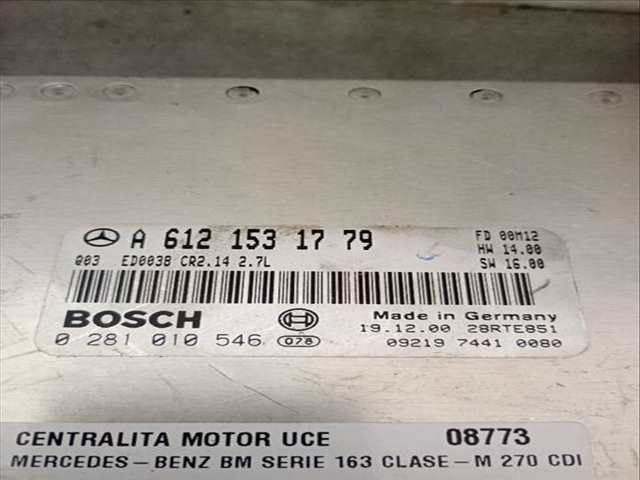 A 612 153 17 79
FD 00M12
HW 14.00
Q03 ED0038 CR2.14 2.7L
SW 16.00
BOSCH
Made in Germany
19.12.00 28RTE851
0 281 010 546 078
09219 7441 0080
CENTRALITA MOTOR UCE 08773
MERCEDES-BENZ BM SERIE 163 CLASE-M 270 CDI